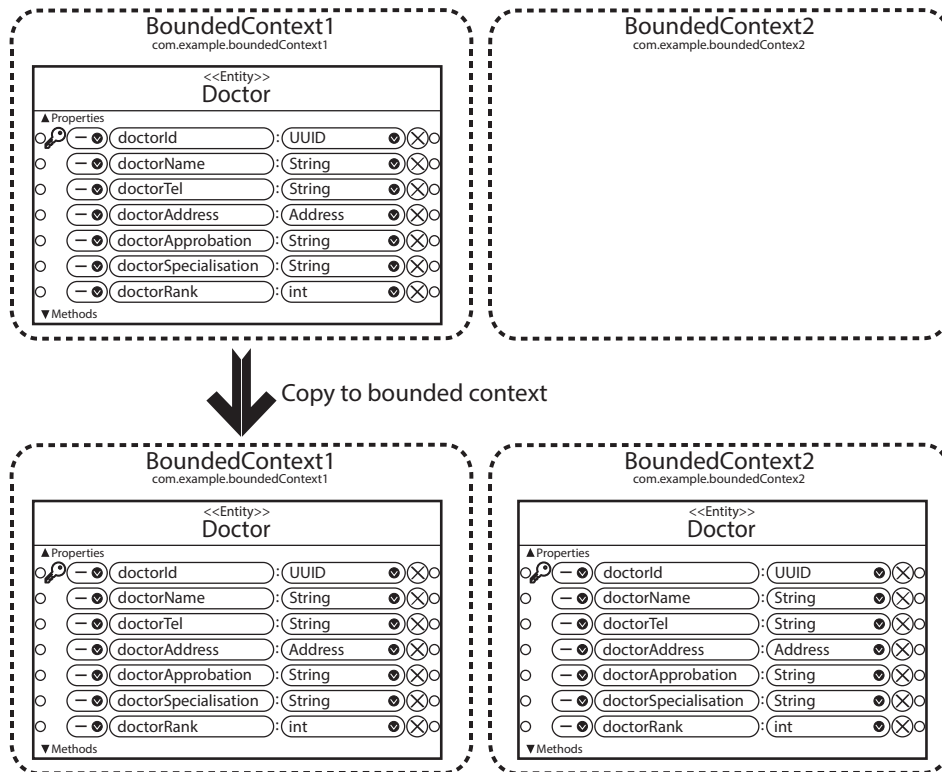 BoundedContext1
com.example.boundedContext1
<<Entity>>
Doctor
▲Properties
doctorId : UUID
doctorName : String
doctorTel : String
doctorAddress : Address
doctorApprobation : String
doctorSpecialisation : String
doctorRank : int
▼Methods
BoundedContext2
com.example.boundedContex2
Copy to bounded context
BoundedContext1
com.example.boundedContext1
<<Entity>>
Doctor
▲Properties
doctorId : UUID
doctorName : String
doctorTel : String
doctorAddress : Address
doctorApprobation : String
doctorSpecialisation : String
doctorRank : int
▼Methods
BoundedContext2
com.example.boundedContex2
<<Entity>>
Doctor
▲Properties
doctorId : UUID
doctorName : String
doctorTel : String
doctorAddress : Address
doctorApprobation : String
doctorSpecialisation : String
doctorRank : int
▼Methods